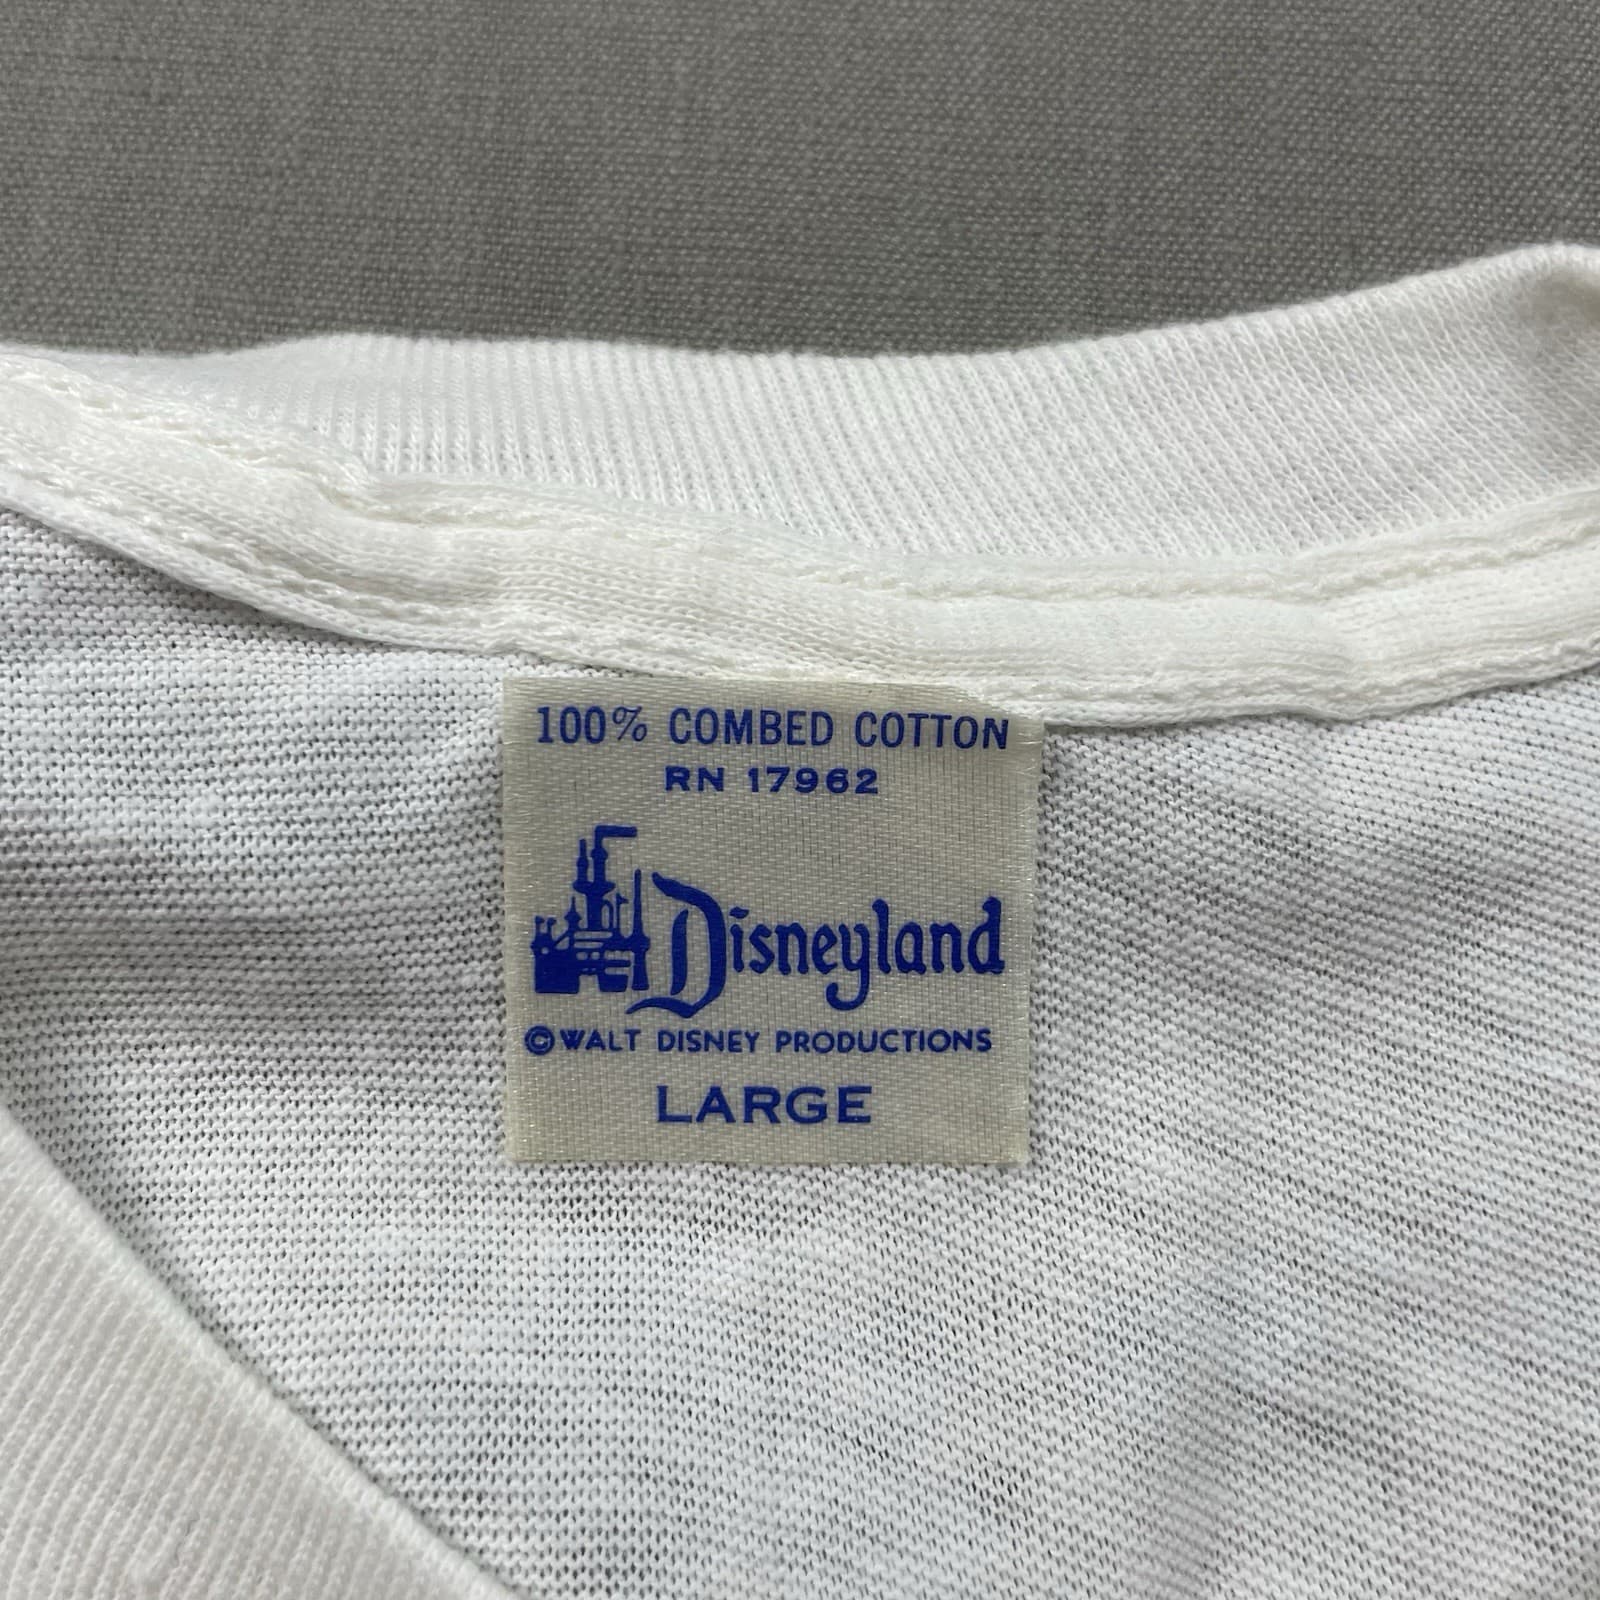 100% COMBED COTTON
RN 17962
Disneyland
©WALT DISNEY PRODUCTIONS
LARGE